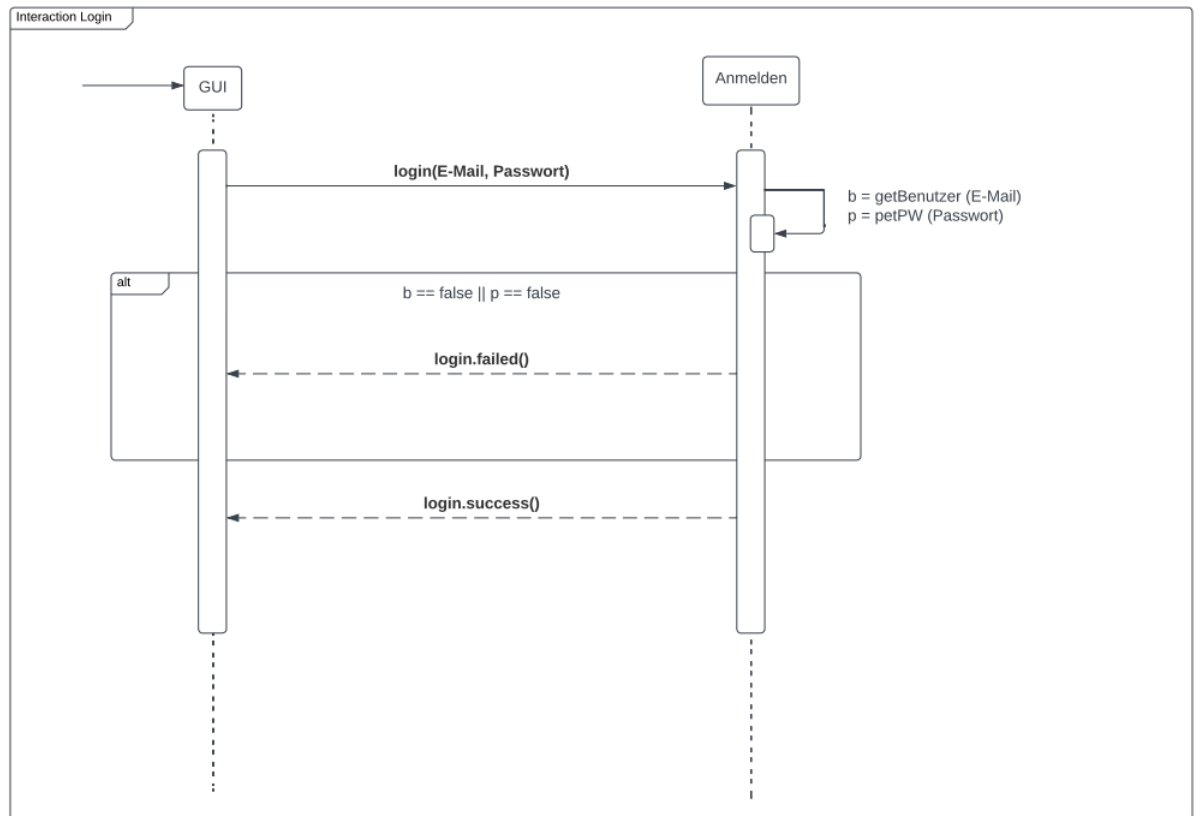 Interaction Login
GUI
Anmelden
login(E-Mail, Passwort)
b = getBenutzer (E-Mail)
p = petPW (Passwort)
alt
b == false || p == false
login.failed()
login.success()